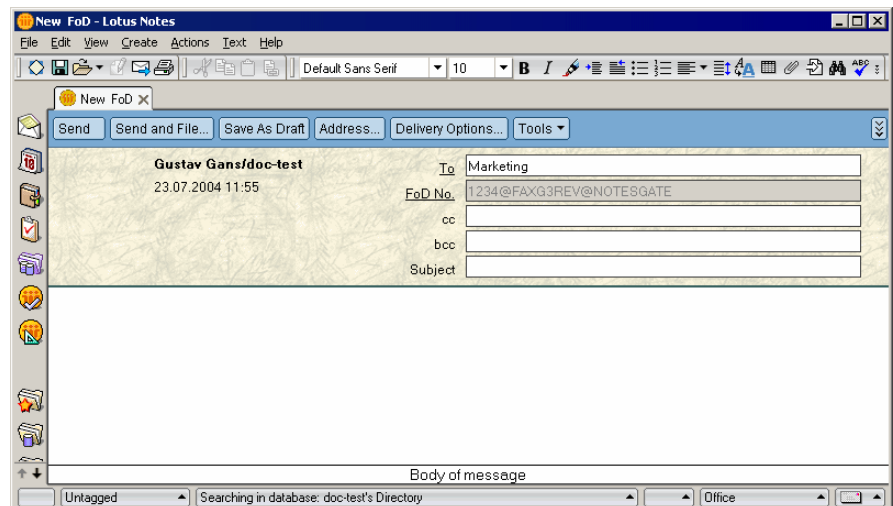 New FoD - Lotus Notes
File Edit View Create Actions Text Help
Default Sans Serif 10 B I A ABC
New FoD
Send Send and File... Save As Draft Address... Delivery Options... Tools
Gustav Gans/doc-test To Marketing
23.07.2004 11:55 FoD No. 1234@FAXG3REV@NOTESGATE
cc
bcc
Subject
Body of message
Untagged Searching in database: doc-test's Directory Office